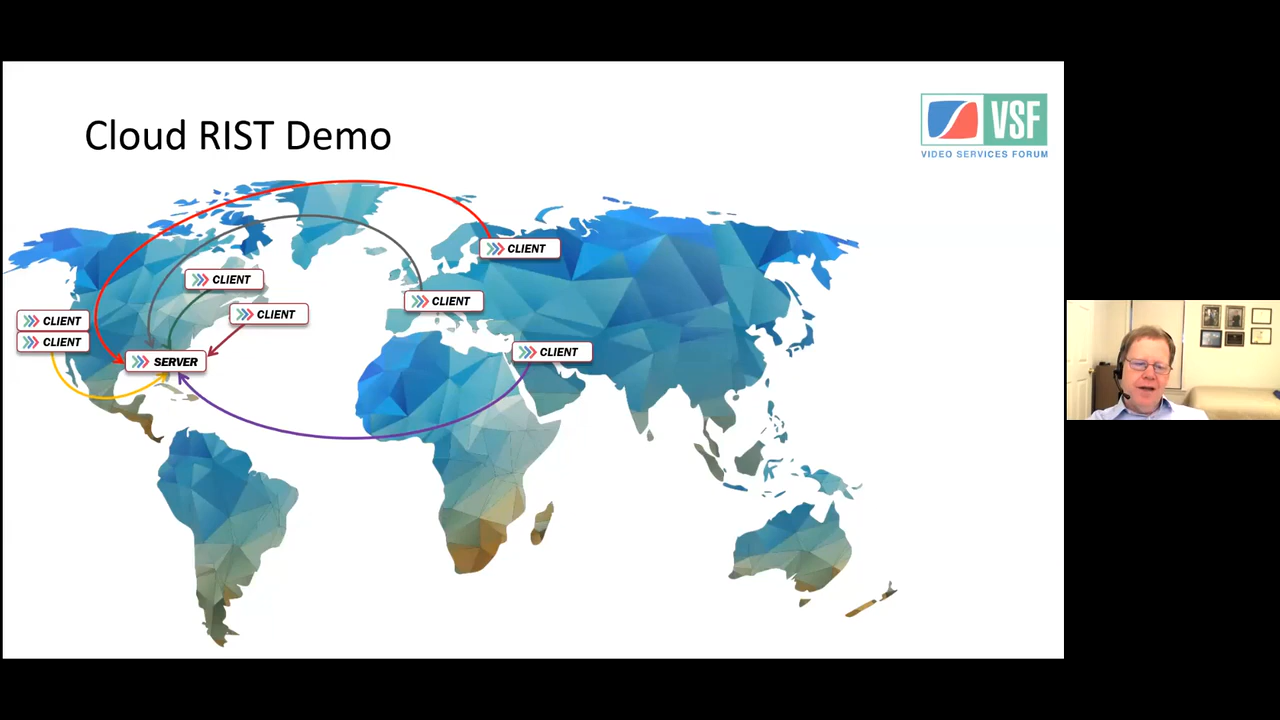 Cloud RIST Demo
VSF
VIDEO SERVICES FORUM
CLIENT
CLIENT
CLIENT
CLIENT
CLIENT
CLIENT
CLIENT
CLIENT
SERVER